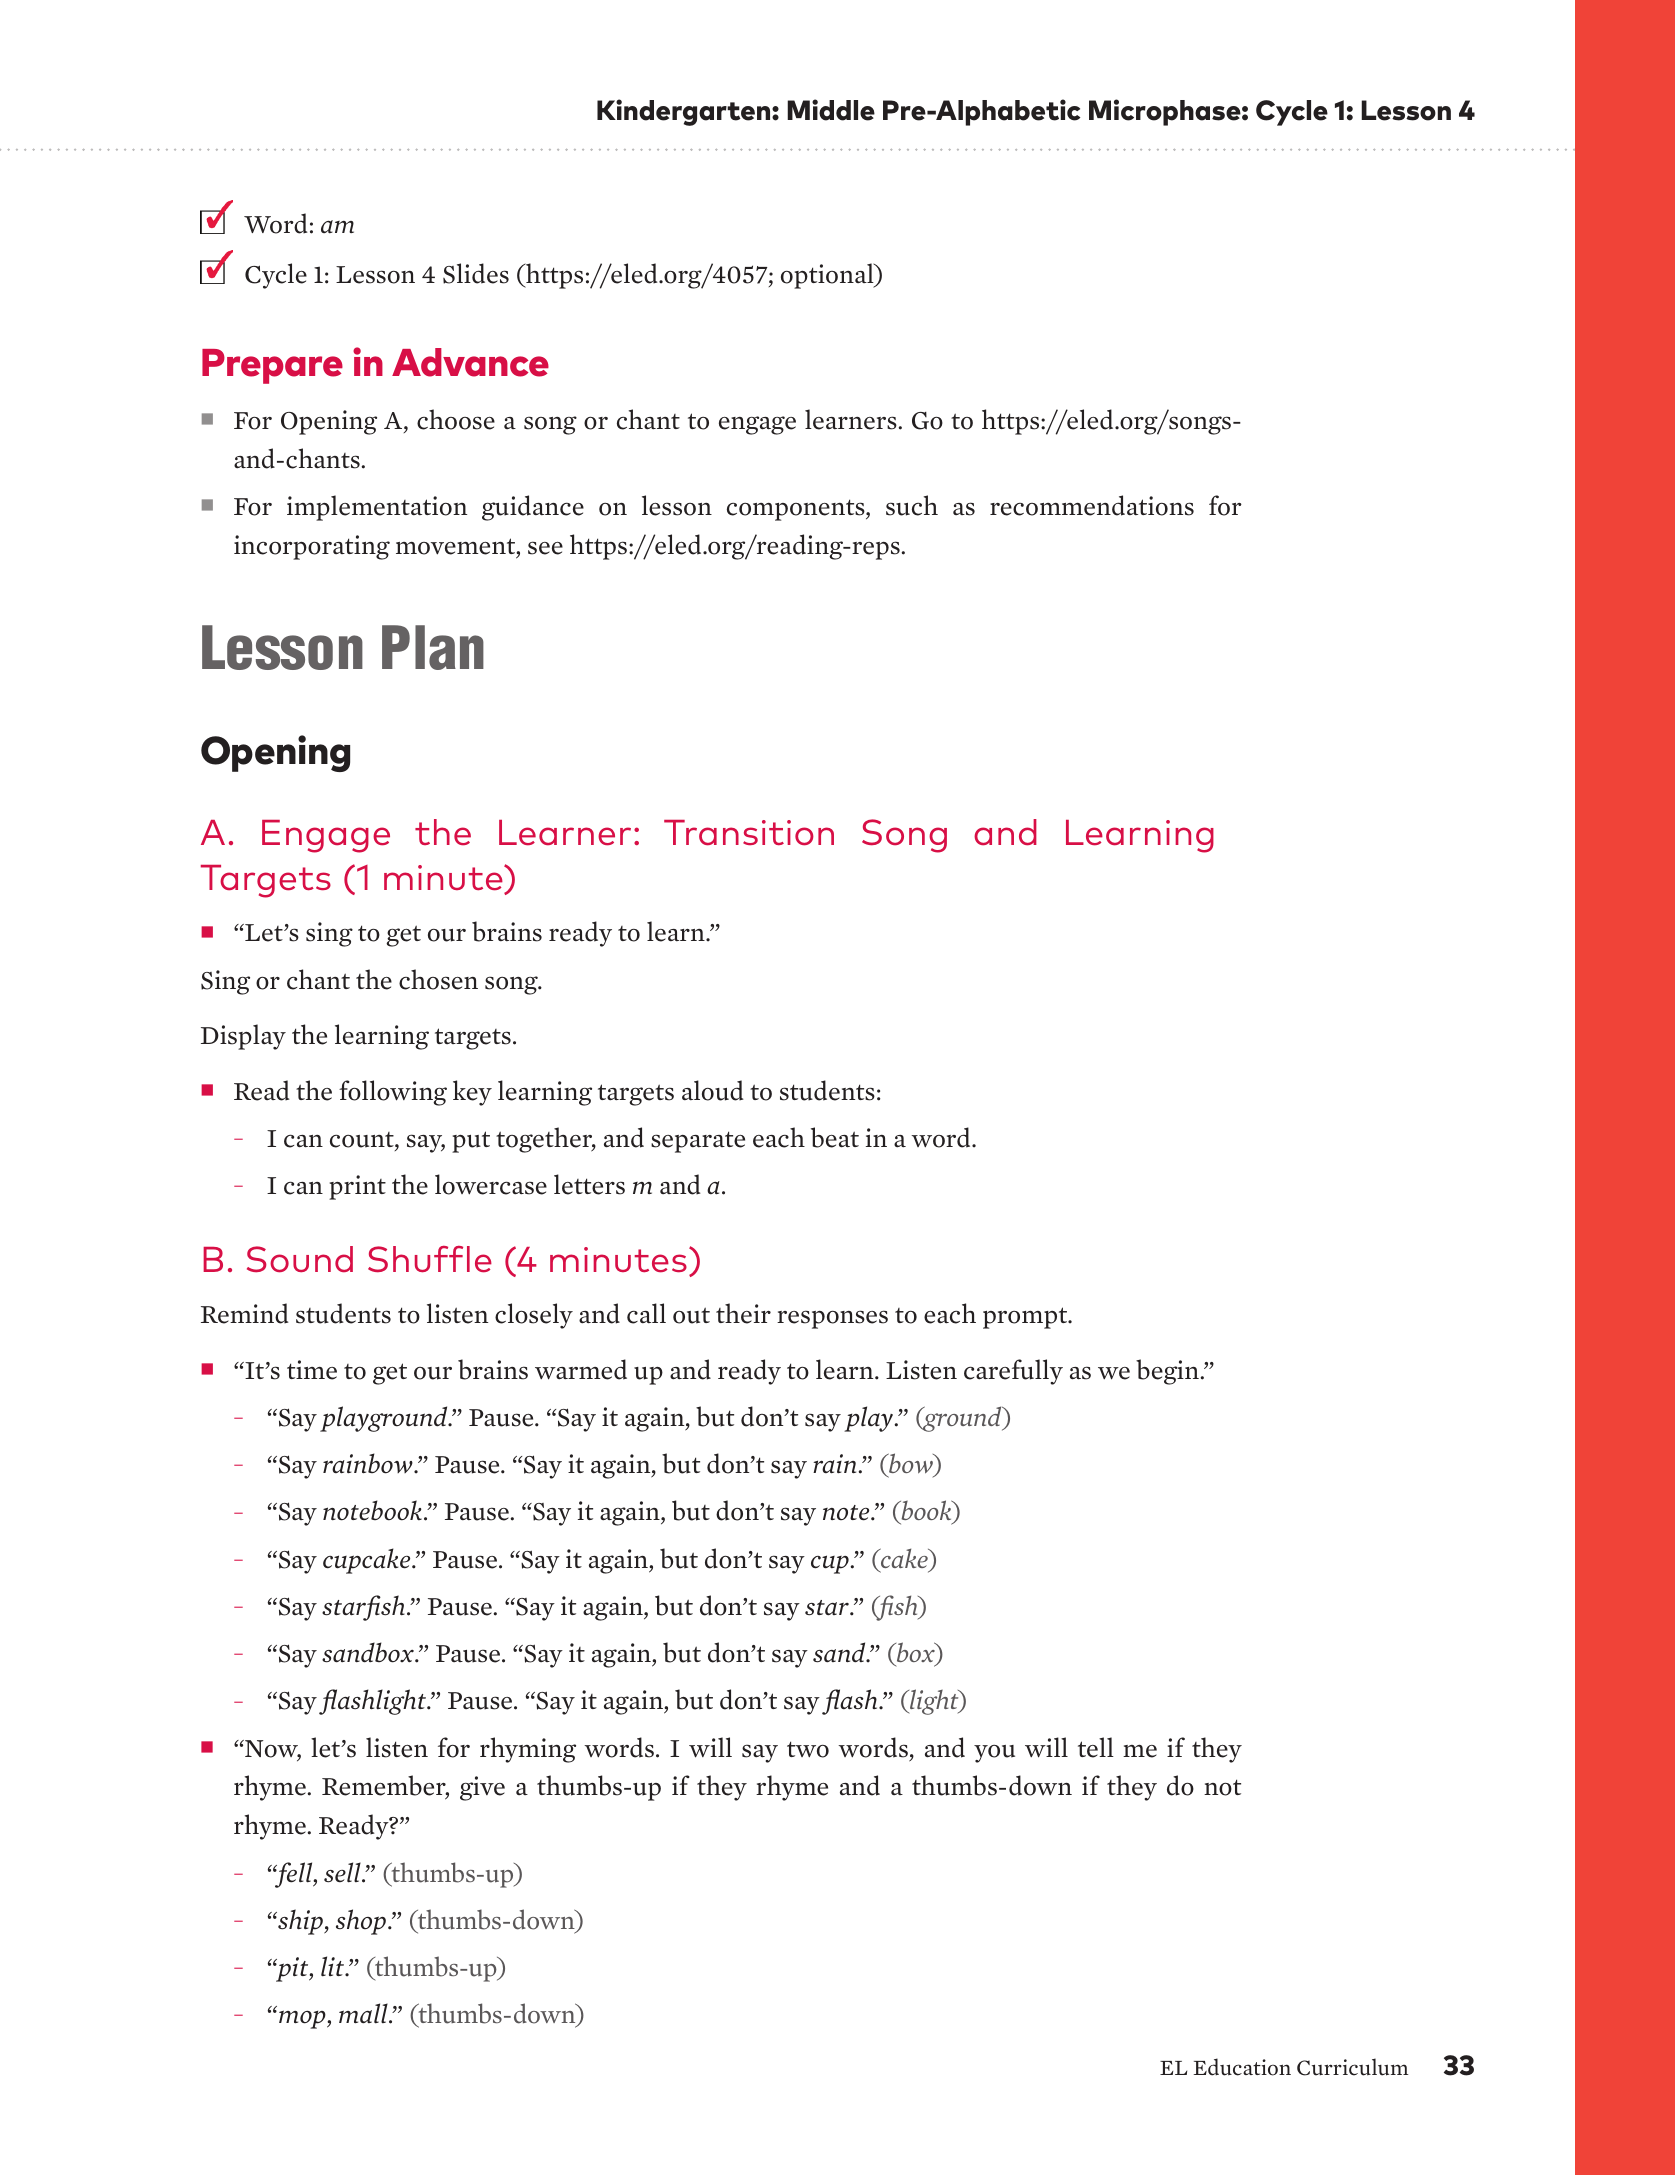 Kindergarten: Middle Pre-Alphabetic Microphase: Cycle 1: Lesson 4
Word: am
Cycle 1: Lesson 4 Slides (https://eled.org/4057; optional)
Prepare in Advance
For Opening A, choose a song or chant to engage learners. Go to https://eled.org/songs-
and-chants.
For implementation guidance on lesson components, such as recommendations for
incorporating movement, see https://eled.org/reading-reps.
Lesson Plan
Opening
A. Engage the Learner: Transition Song and Learning
Targets (1 minute)
“Let’s sing to get our brains ready to learn.”
Sing or chant the chosen song.
Display the learning targets.
Read the following key learning targets aloud to students:
– I can count, say, put together, and separate each beat in a word.
– I can print the lowercase letters m and a.
B. Sound Shuffle (4 minutes)
Remind students to listen closely and call out their responses to each prompt.
“It’s time to get our brains warmed up and ready to learn. Listen carefully as we begin.”
– “Say playground.” Pause. “Say it again, but don’t say play.” (ground)
– “Say rainbow.” Pause. “Say it again, but don’t say rain.” (bow)
– “Say notebook.” Pause. “Say it again, but don’t say note.” (book)
– “Say cupcake.” Pause. “Say it again, but don’t say cup.” (cake)
– “Say starfish.” Pause. “Say it again, but don’t say star.” (fish)
– “Say sandbox.” Pause. “Say it again, but don’t say sand.” (box)
– “Say flashlight.” Pause. “Say it again, but don’t say flash.” (light)
“Now, let’s listen for rhyming words. I will say two words, and you will tell me if they
rhyme. Remember, give a thumbs-up if they rhyme and a thumbs-down if they do not
rhyme. Ready?”
– “fell, sell.” (thumbs-up)
– “ship, shop.” (thumbs-down)
– “pit, lit.” (thumbs-up)
– “mop, mall.” (thumbs-down)
EL Education Curriculum 33